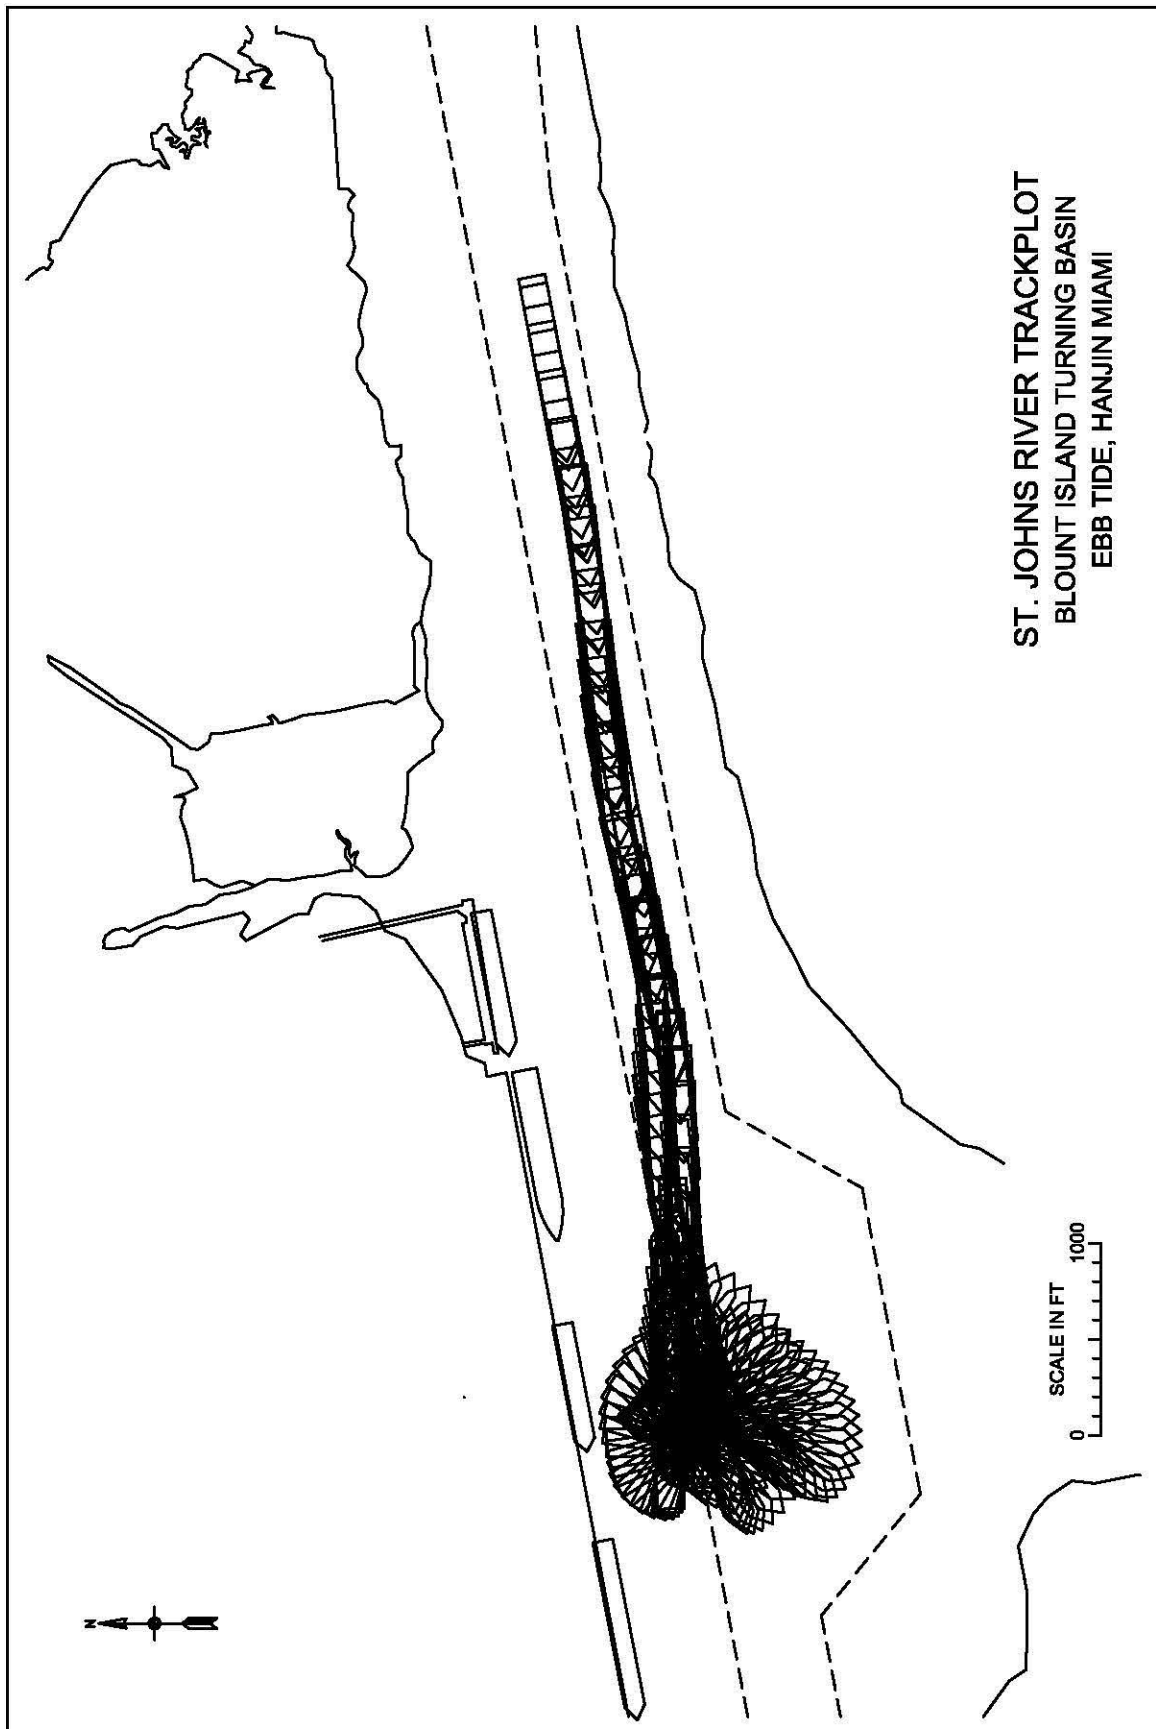 ST. JOHNS RIVER TRACKPLOT
BLOUNT ISLAND TURNING BASIN
EBB TIDE, HANJIN MIAMI
SCALE IN FT
0 1000
N